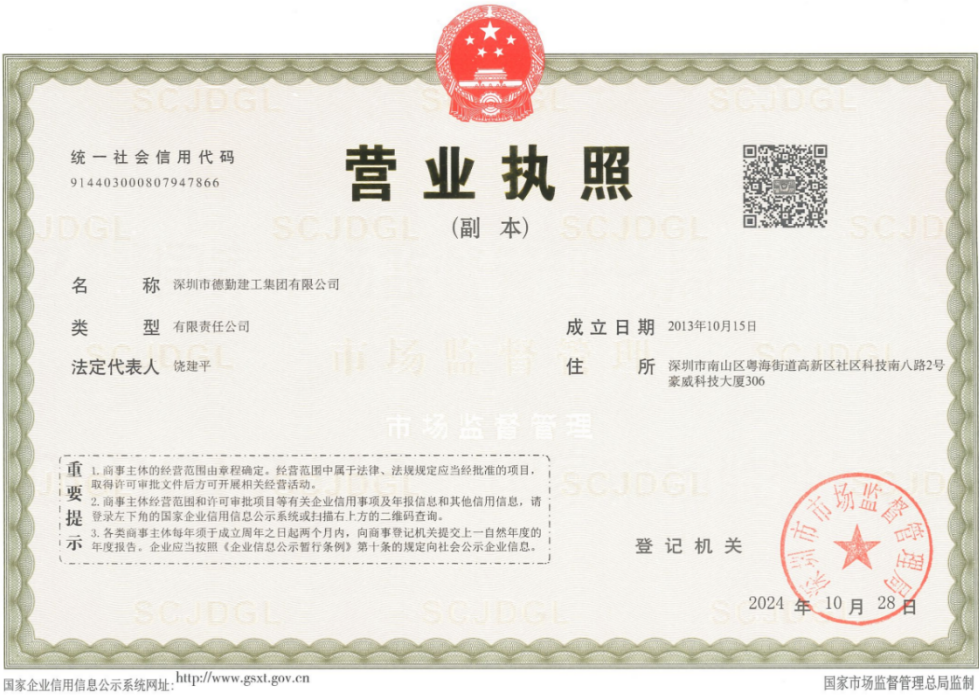 统一社会信用代码
914403000807947866
营业执照
(副 本)
名 称 深圳市德勤建工集团有限公司
类 型 有限责任公司
成立日期 2013年10月15日
法定代表人 饶建平
住 所 深圳市南山区粤海街道高新区社区科技南八路2号
豪威科技大厦306
市场监督管理
市场监督管理
重要提示
1.商事主体的经营范围由章程确定。经营范围中属于法律、法规规定应当经批准的项目,
取得许可审批文件后方可开展相关经营活动。
2.商事主体经营范围和许可审批项目等有关企业信用事项及年报信息和其他信用信息,请
登录左下角的国家企业信用信息公示系统或扫描右上方的二维码查询。
3.各类商事主体每年须于成立周年之日起两个月内,向商事登记机关提交上一自然年度的
年度报告。企业应当按照《企业信息公示暂行条例》第十条的规定向社会公示企业信息。
登记机关
深圳市市场监督管理局
2024 年 10 月 28 日
SCJDGL
国家企业信用信息公示系统网址:http://www.gsxt.gov.cn
国家市场监督管理总局监制